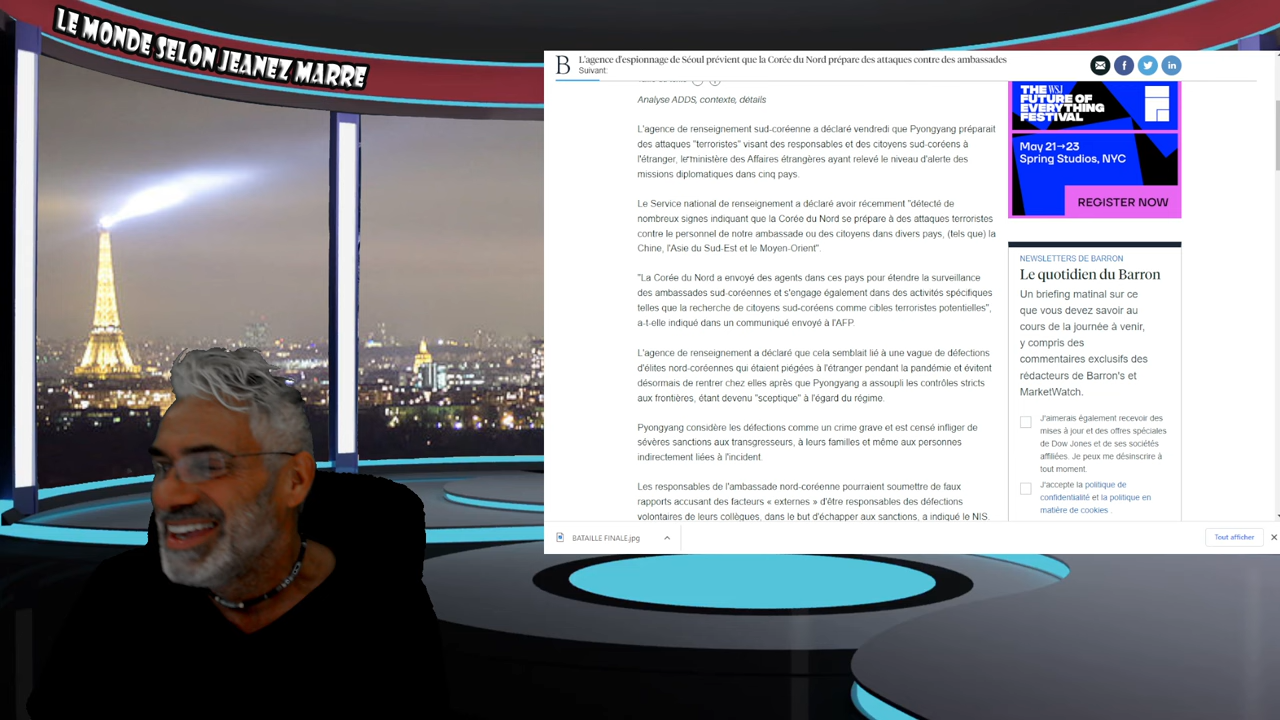 LE MONDE SELON JEANEZ MARRE
B
L'agence d'espionnage de Séoul prévient que la Corée du Nord prépare des attaques contre des ambassades
Suivant:
Analyse ADDS, contexte, détails
L'agence de renseignement sud-coréenne a déclaré vendredi que Pyongyang préparait
des attaques "terroristes" visant des responsables et des citoyens sud-coréens à
l'étranger, le ministère des Affaires étrangères ayant relevé le niveau d'alerte des
missions diplomatiques dans cinq pays.
Le Service national de renseignement a déclaré avoir récemment "détecté de
nombreux signes indiquant que la Corée du Nord se prépare à des attaques terroristes
contre le personnel de notre ambassade ou des citoyens dans divers pays, (tels que) la
Chine, l'Asie du Sud-Est et le Moyen-Orient".
"La Corée du Nord a envoyé des agents dans ces pays pour étendre la surveillance
des ambassades sud-coréennes et s'engage également dans des activités spécifiques
telles que la recherche de citoyens sud-coréens comme cibles terroristes potentielles",
a-t-elle indiqué dans un communiqué envoyé à l'AFP.
L'agence de renseignement a déclaré que cela semblait lié à une vague de défections
d'élites nord-coréennes qui étaient piégées à l'étranger pendant la pandémie et évitent
désormais de rentrer chez elles après que Pyongyang a assoupli les contrôles stricts
aux frontières, étant devenu "sceptique" à l'égard du régime.
Pyongyang considère les défections comme un crime grave et est censé infliger de
sévères sanctions aux transgresseurs, à leurs familles et même aux personnes
indirectement liées à l'incident.
Les responsables de l'ambassade nord-coréenne pourraient soumettre de faux
rapports accusant des facteurs « externes » d'être responsables des défections
volontaires de leurs collègues, dans le but d'échapper aux sanctions, a indiqué le NIS.
THE WSJ
FUTURE OF
EVERYTHING
FESTIVAL
May 21→23
Spring Studios, NYC
REGISTER NOW
NEWSLETTERS DE BARRON
Le quotidien du Barron
Un briefing matinal sur ce
que vous devez savoir au
cours de la journée à venir,
y compris des
commentaires exclusifs des
rédacteurs de Barron's et
MarketWatch.
J'aimerais également recevoir des
mises à jour et des offres spéciales
de Dow Jones et de ses sociétés
affiliées. Je peux me désinscrire à
tout moment.
J'accepte la politique de
confidentialité et la politique en
matière de cookies .
BATAILLE FINALE.jpg
Tout afficher